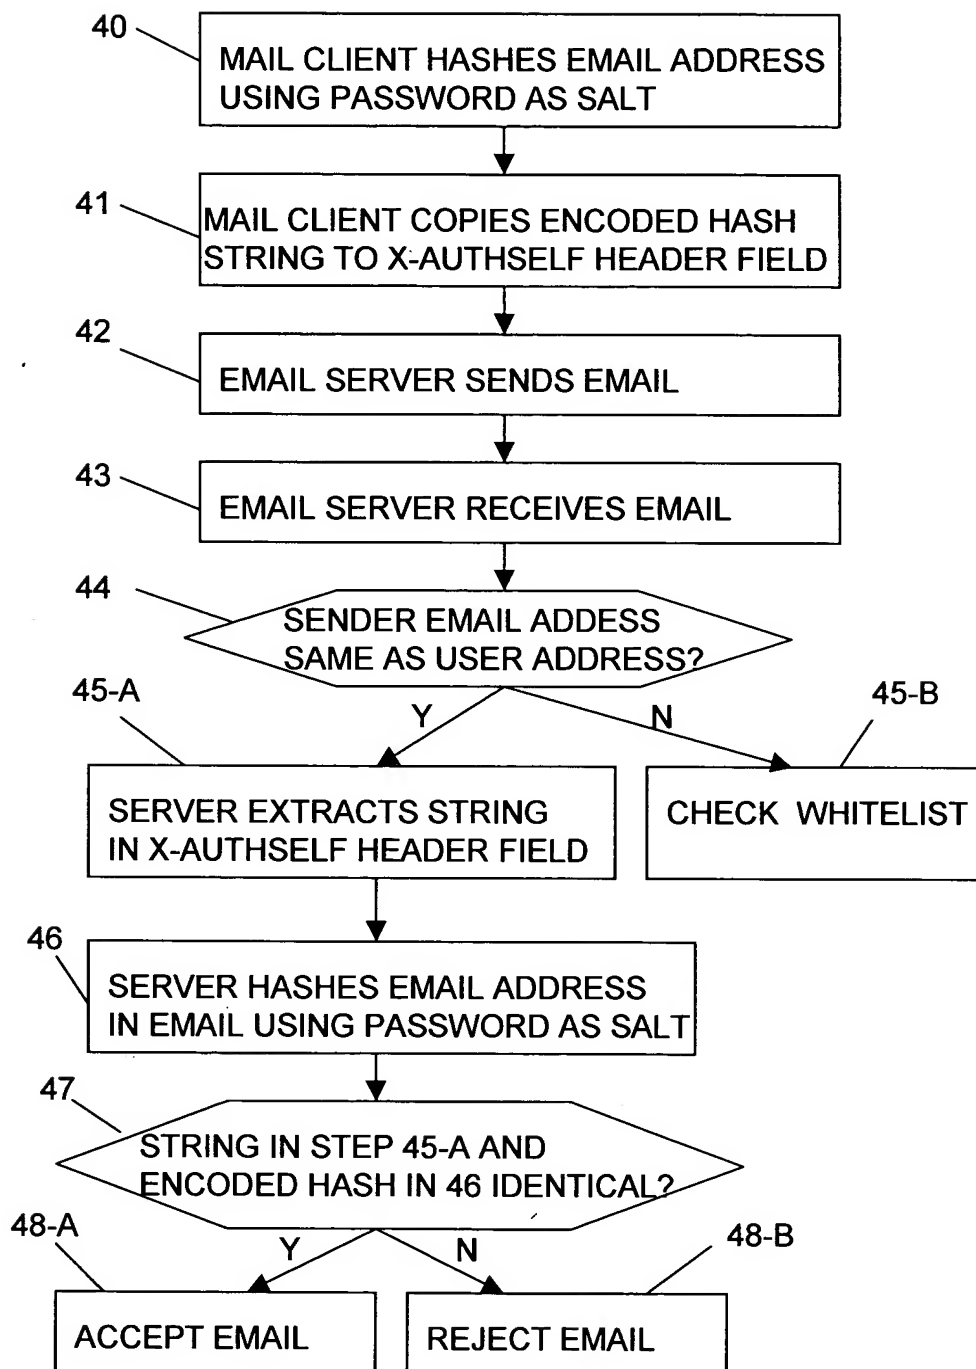 40
MAIL CLIENT HASHES EMAIL ADDRESS
USING PASSWORD AS SALT
41
MAIL CLIENT COPIES ENCODED HASH
STRING TO X-AUTHSELF HEADER FIELD
42
EMAIL SERVER SENDS EMAIL
43
EMAIL SERVER RECEIVES EMAIL
44
SENDER EMAIL ADDESS
SAME AS USER ADDRESS?
45-A
Y
N
45-B
SERVER EXTRACTS STRING
IN X-AUTHSELF HEADER FIELD
CHECK WHITELIST
46
SERVER HASHES EMAIL ADDRESS
IN EMAIL USING PASSWORD AS SALT
47
STRING IN STEP 45-A AND
ENCODED HASH IN 46 IDENTICAL?
48-A
Y
N
48-B
ACCEPT EMAIL
REJECT EMAIL